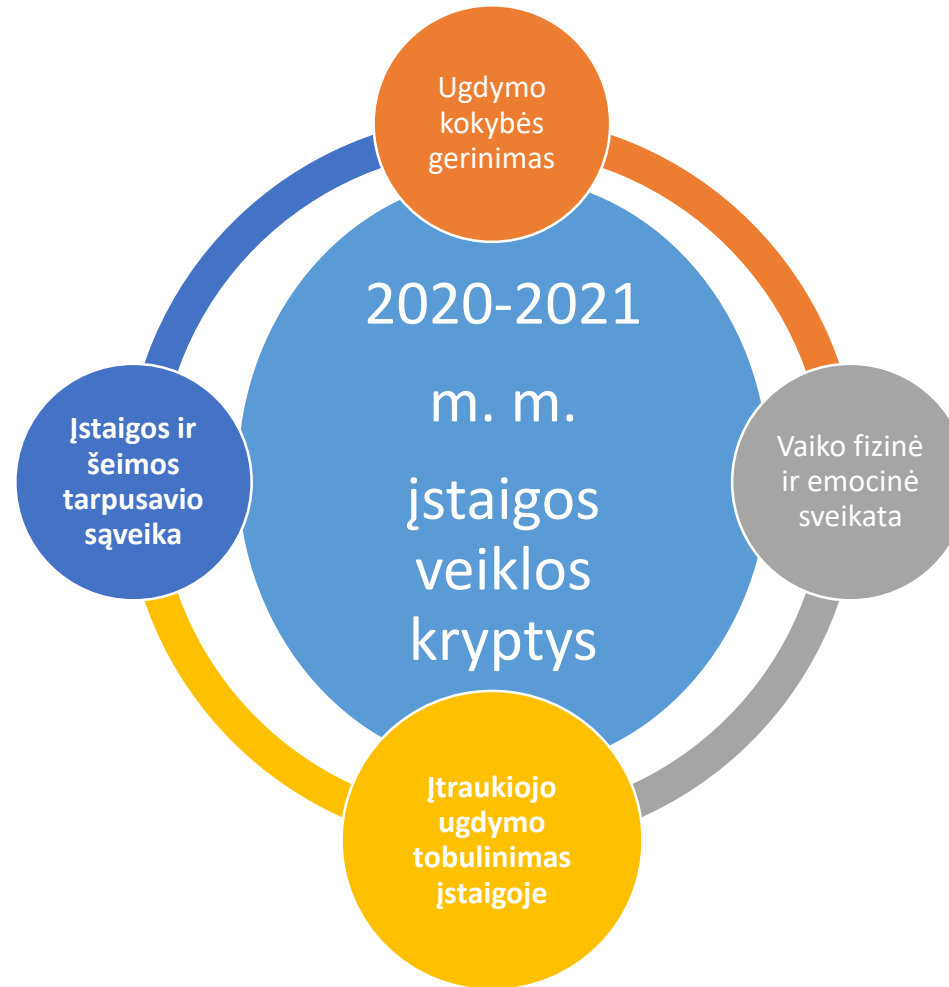 Ugdymo
kokybės
gerinimas
2020-2021
m. m.
įstaigos
veiklos
kryptys
Įstaigos ir
šeimos
tarpusavio
sąveika
Vaiko fizinė
ir emocinė
sveikata
Įtraukiojo
ugdymo
tobulinimas
įstaigoje